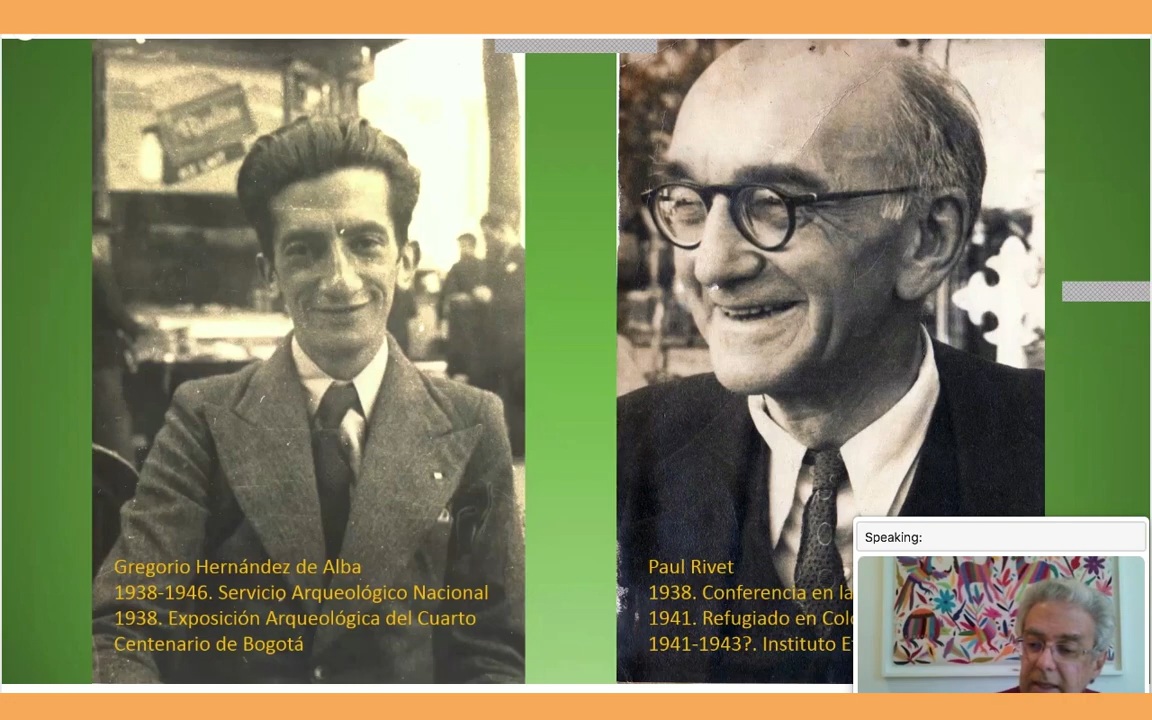 Gregorio Hernández de Alba
1938-1946. Servicio Arqueológico Nacional
1938. Exposición Arqueológica del Cuarto
Centenario de Bogotá
Paul Rivet
1938. Conferencia en la
1941. Refugiado en
1941-1943?. Instituto
Speaking: